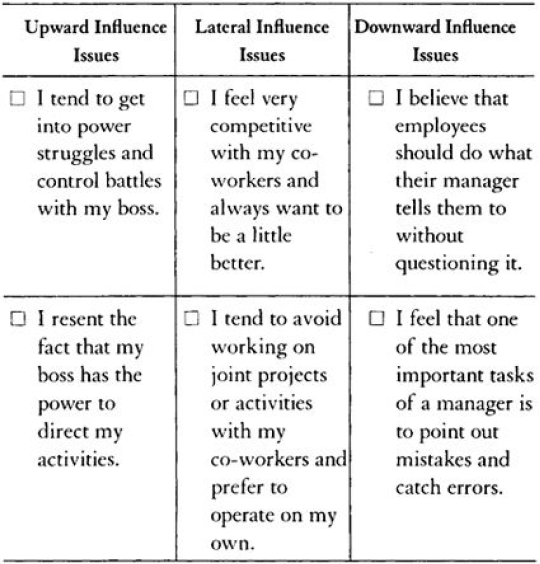 Upward Influence
Issues
Lateral Influence
Issues
Downward Influence
Issues
I tend to get
into power
struggles and
control battles
with my boss.
I feel very
competitive
with my co-
workers and
always want to
be a little
better.
I believe that
employees
should do what
their manager
tells them to
without
questioning it.
I resent the
fact that my
boss has the
power to
direct my
activities.
I tend to avoid
working on
joint projects
or activities
with my
co-workers and
prefer to
operate on my
own.
I feel that one
of the most
important tasks
of a manager is
to point out
mistakes and
catch errors.